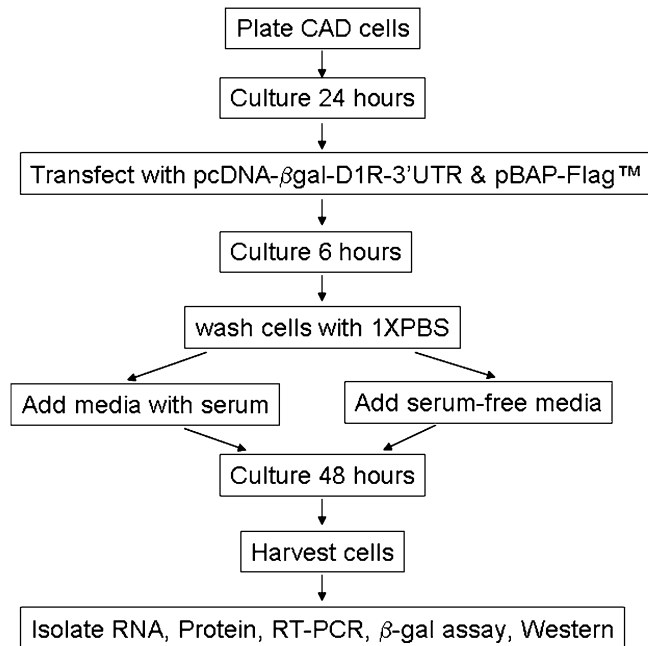 Plate CAD cells
Culture 24 hours
Transfect with pcDNA-βgal-D1R-3’UTR & pBAP-Flag™
Culture 6 hours
wash cells with 1XPBS
Add media with serum
Add serum-free media
Culture 48 hours
Harvest cells
Isolate RNA, Protein, RT-PCR, β-gal assay, Western